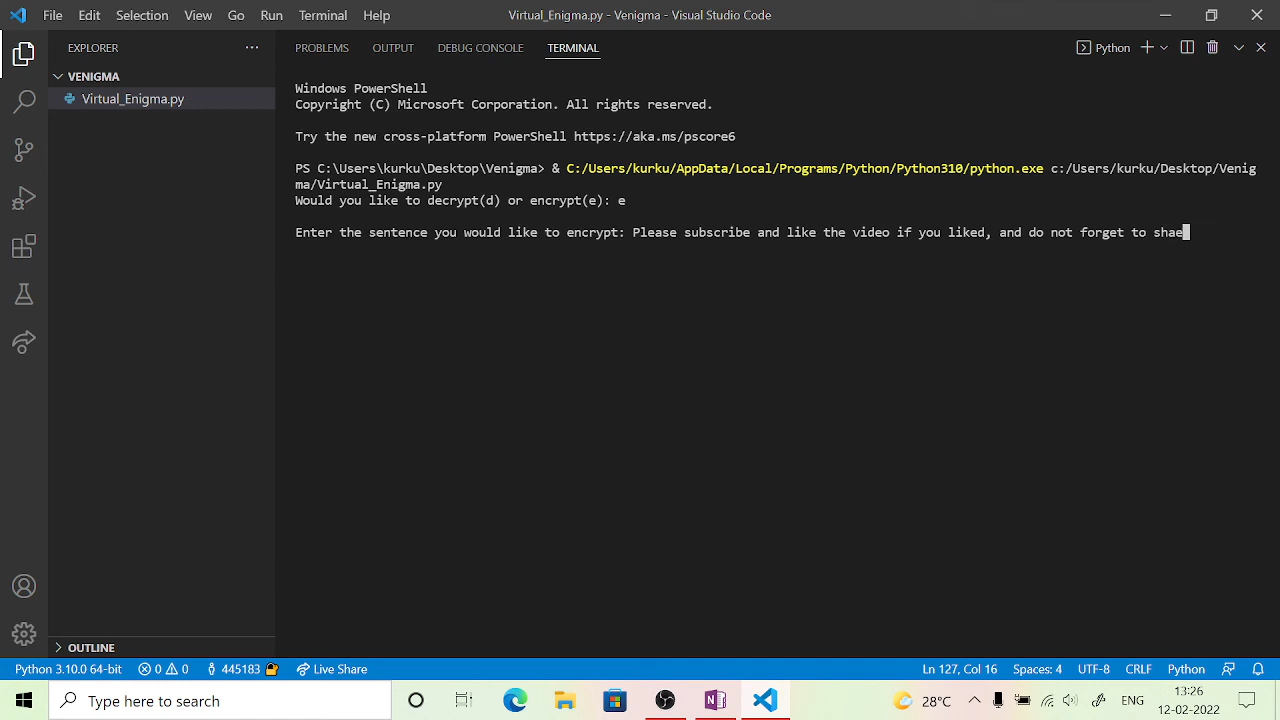 File Edit Selection View Go Run Terminal Help
Virtual_Enigma.py - Venigma - Visual Studio Code
EXPLORER
VENIGMA
Virtual_Enigma.py
OUTLINE
PROBLEMS OUTPUT DEBUG CONSOLE TERMINAL
Python
Windows PowerShell
Copyright (C) Microsoft Corporation. All rights reserved.
Try the new cross-platform PowerShell https://aka.ms/pscore6
PS C:\Users\kurku\Desktop\Venigma> & C:/Users/kurku/AppData/Local/Programs/Python/Python310/python.exe c:/Users/kurku/Desktop/Venig
ma/Virtual_Enigma.py
Would you like to decrypt(d) or encrypt(e): e
Enter the sentence you would like to encrypt: Please subscribe and like the video if you liked, and do not forget to shae
Python 3.10.0 64-bit 0 0 445183 Live Share
Ln 127, Col 16 Spaces: 4 UTF-8 CRLF Python
Type here to search
28°C ENG
13:26
12-02-2022